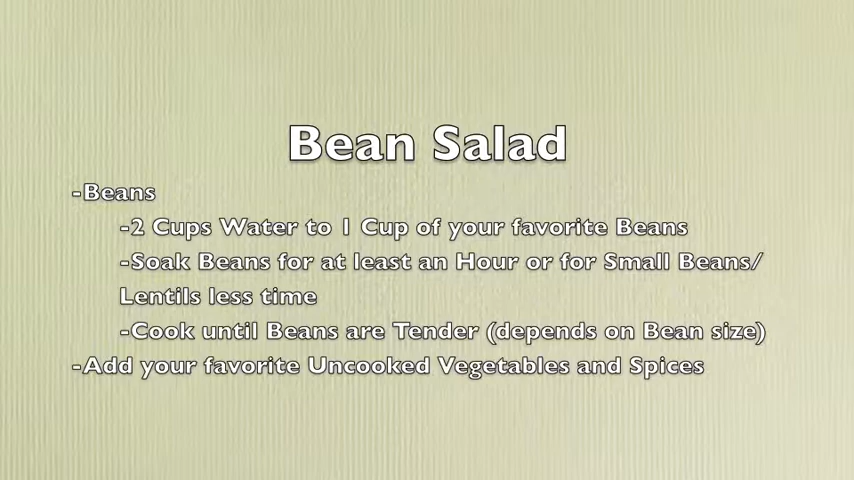 Bean Salad
-Beans
-2 Cups Water to 1 Cup of your favorite Beans
-Soak Beans for at least an Hour or for Small Beans/
Lentils less time
-Cook until Beans are Tender (depends on Bean size)
-Add your favorite Uncooked Vegetables and Spices